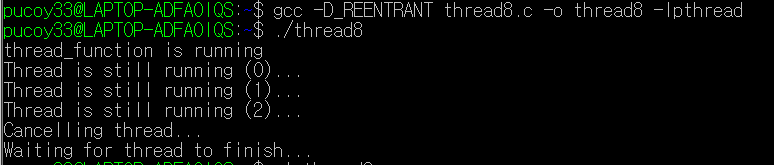 pucoy33@LAPTOP-ADFAOIQS:~$ gcc -D_REENTRANT thread8.c -o thread8 -lpthread
pucoy33@LAPTOP-ADFAOIQS:~$ ./thread8
thread_function is running
Thread is still running (0)...
Thread is still running (1)...
Thread is still running (2)...
Cancelling thread...
Waiting for thread to finish...